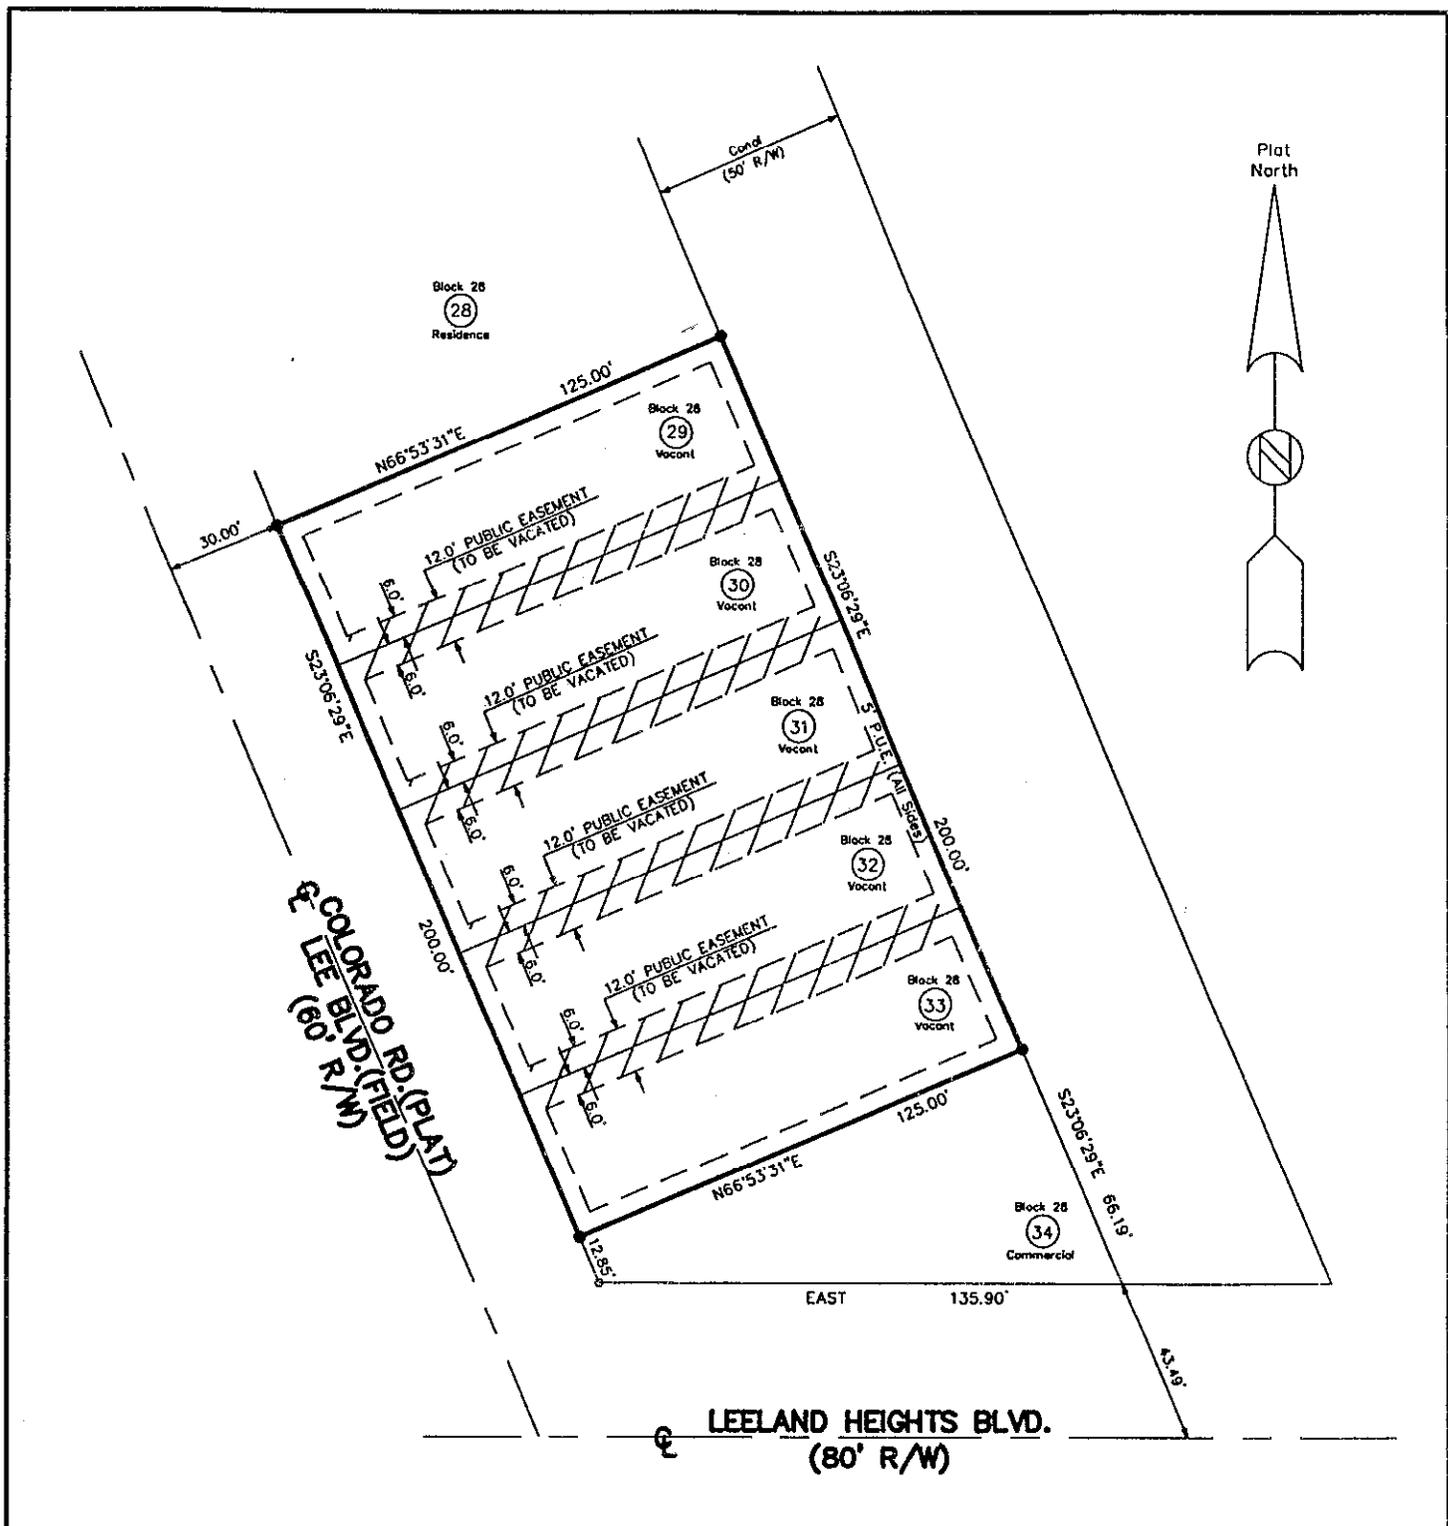 Canal
(50' R/W)
Plat
North
Block 28
28
Residence
125.00'
N66°53'31"E
Block 28
29
Vacant
30.00'
12.0' PUBLIC EASEMENT
(TO BE VACATED)
6.0'
6.0'
Block 28
30
Vacant
S23°06'29"E
S23°06'29"E
12.0' PUBLIC EASEMENT
(TO BE VACATED)
6.0'
6.0'
Block 28
31
Vacant
5' P.U.E. (All Sides)
12.0' PUBLIC EASEMENT
(TO BE VACATED)
6.0'
6.0'
Block 28
32
Vacant
200.00'
200.00'
12.0' PUBLIC EASEMENT
(TO BE VACATED)
6.0'
6.0'
Block 28
33
Vacant
COLORADO RD.(PLAT)
LEE BLVD.(FIELD)
(60' R/W)
125.00'
N66°53'31"E
S23°06'29"E 66.19'
Block 28
34
Commercial
12.85'
EAST 135.90'
43.49'
LEELAND HEIGHTS BLVD.
(80' R/W)